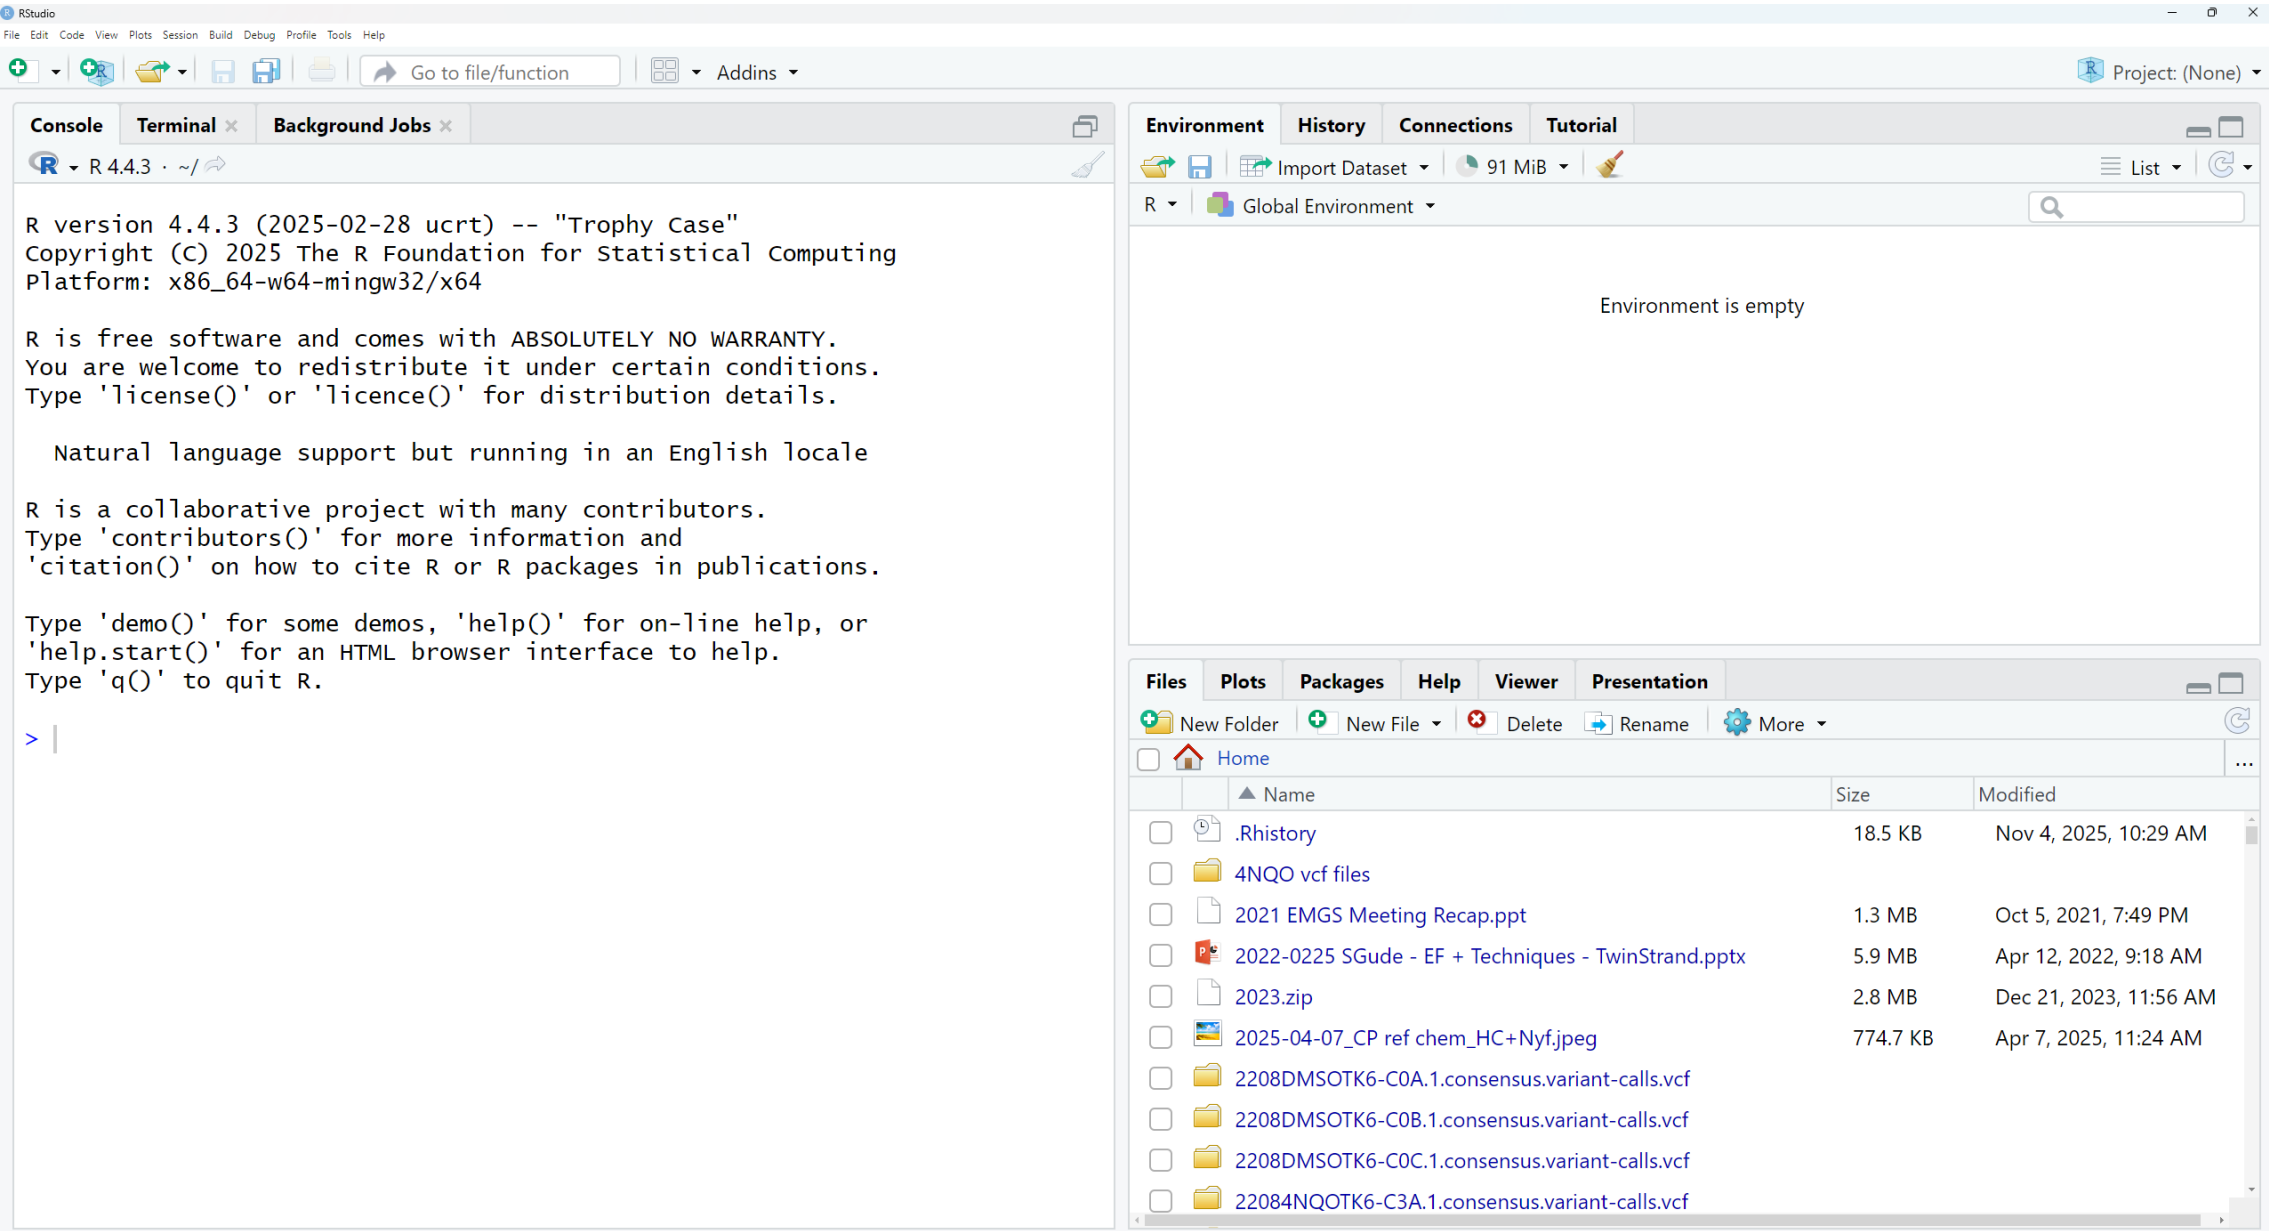 RStudio
File Edit Code View Plots Session Build Debug Profile Tools Help
Go to file/function Addins Project: (None)
Console Terminal Background Jobs
R 4.4.3 · ~/
R version 4.4.3 (2025-02-28 ucrt) -- "Trophy Case"
Copyright (C) 2025 The R Foundation for Statistical Computing
Platform: x86_64-w64-mingw32/x64
R is free software and comes with ABSOLUTELY NO WARRANTY.
You are welcome to redistribute it under certain conditions.
Type 'license()' or 'licence()' for distribution details.
Natural language support but running in an English locale
R is a collaborative project with many contributors.
Type 'contributors()' for more information and
'citation()' on how to cite R or R packages in publications.
Type 'demo()' for some demos, 'help()' for on-line help, or
'help.start()' for an HTML browser interface to help.
Type 'q()' to quit R.
>
Environment History Connections Tutorial
Import Dataset 91 MiB List
R Global Environment
Environment is empty
Files Plots Packages Help Viewer Presentation
New Folder New File Delete Rename More
Home ...
Name Size Modified
.Rhistory 18.5 KB Nov 4, 2025, 10:29 AM
4NQO vcf files
2021 EMGS Meeting Recap.ppt 1.3 MB Oct 5, 2021, 7:49 PM
2022-0225 SGude - EF + Techniques - TwinStrand.pptx 5.9 MB Apr 12, 2022, 9:18 AM
2023.zip 2.8 MB Dec 21, 2023, 11:56 AM
2025-04-07_CP ref chem_HC+Nyf.jpeg 774.7 KB Apr 7, 2025, 11:24 AM
2208DMSOTK6-C0A.1.consensus.variant-calls.vcf
2208DMSOTK6-C0B.1.consensus.variant-calls.vcf
2208DMSOTK6-C0C.1.consensus.variant-calls.vcf
22084NQOTK6-C3A.1.consensus.variant-calls.vcf